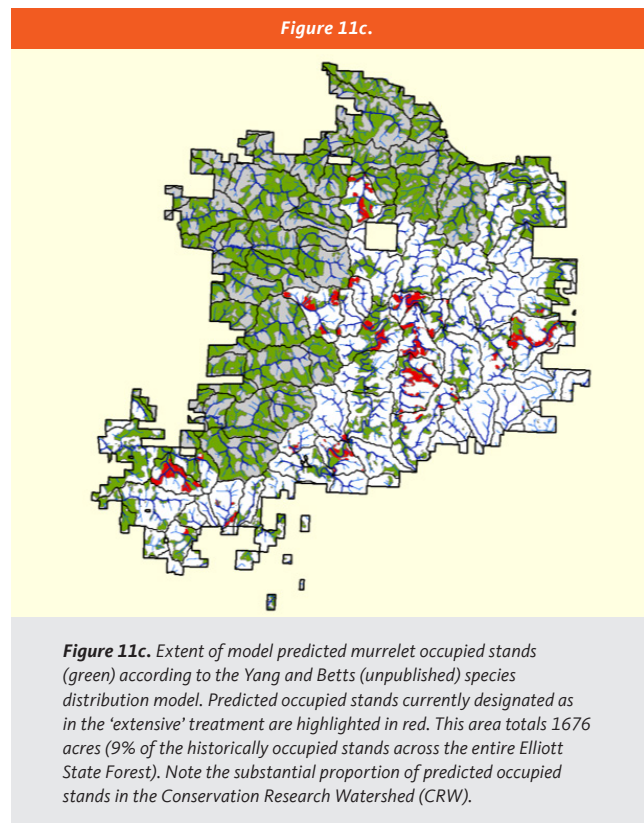 Figure 11c.
Figure 11c. Extent of model predicted murrelet occupied stands
(green) according to the Yang and Betts (unpublished) species
distribution model. Predicted occupied stands currently designated as
in the ‘extensive’ treatment are highlighted in red. This area totals 1676
acres (9% of the historically occupied stands across the entire Elliott
State Forest). Note the substantial proportion of predicted occupied
stands in the Conservation Research Watershed (CRW).